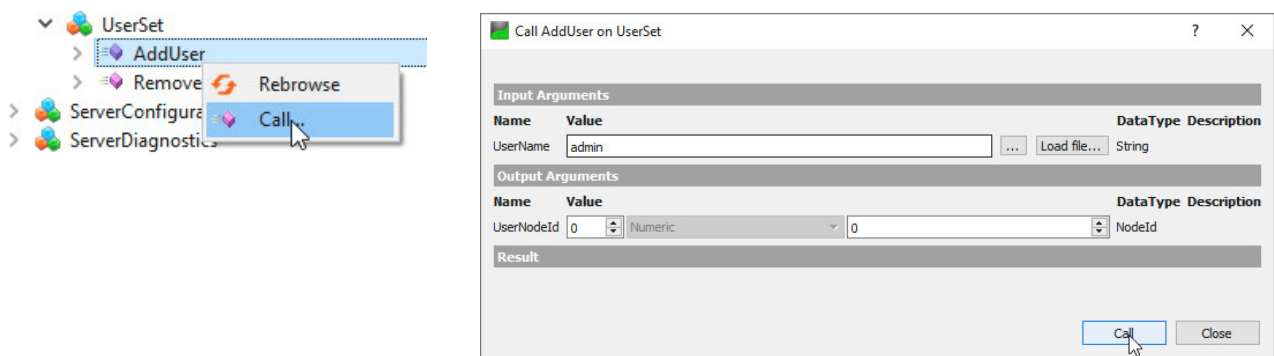 UserSet
AddUser
Remove
Rebrowse
ServerConfigura
Call...
ServerDiagnostics
Call AddUser on UserSet ? X
Input Arguments
Name Value DataType Description
UserName admin ... Load file... String
Output Arguments
Name Value DataType Description
UserNodeId 0 Numeric 0 NodeId
Result
Call Close